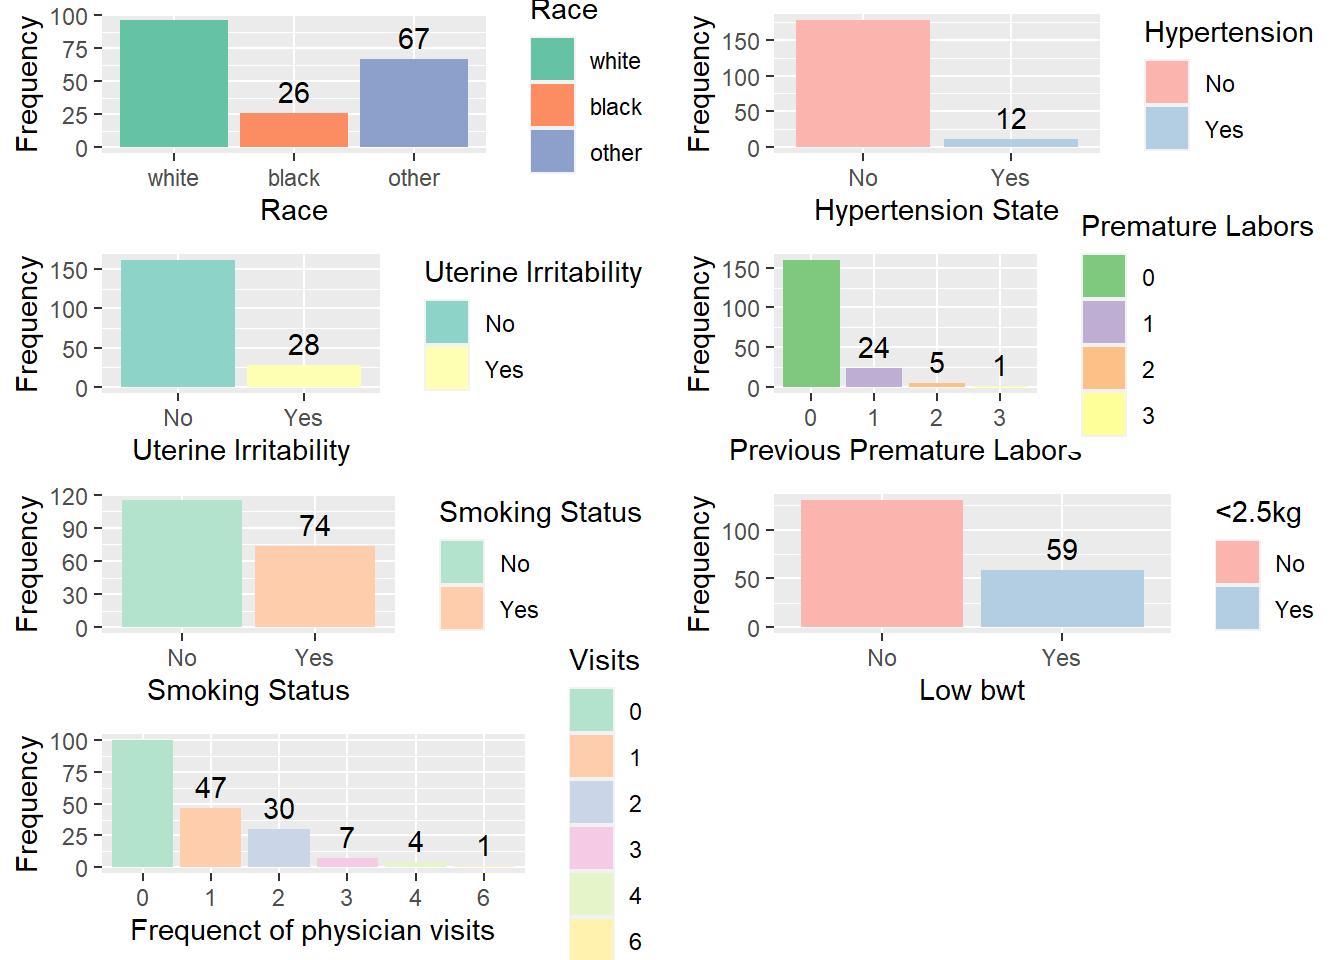 Race
100
75
50
25
0
Frequency
67
26
white
black
other
white
black
other
Race
Hypertension
150
100
50
0
Frequency
12
No
Yes
No
Yes
Hypertension State
Uterine Irritability
150
100
50
0
Frequency
28
No
Yes
No
Yes
Uterine Irritability
Premature Labors
150
100
50
0
Frequency
24
5
1
0
1
2
3
0
1
2
3
Previous Premature Labors
Smoking Status
120
90
60
30
0
Frequency
74
No
Yes
No
Yes
Smoking Status
<2.5kg
100
50
0
Frequency
59
No
Yes
No
Yes
Low bwt
Visits
100
75
50
25
0
Frequency
47
30
7
4
1
0
1
2
3
4
6
0
1
2
3
4
6
Frequenct of physician visits